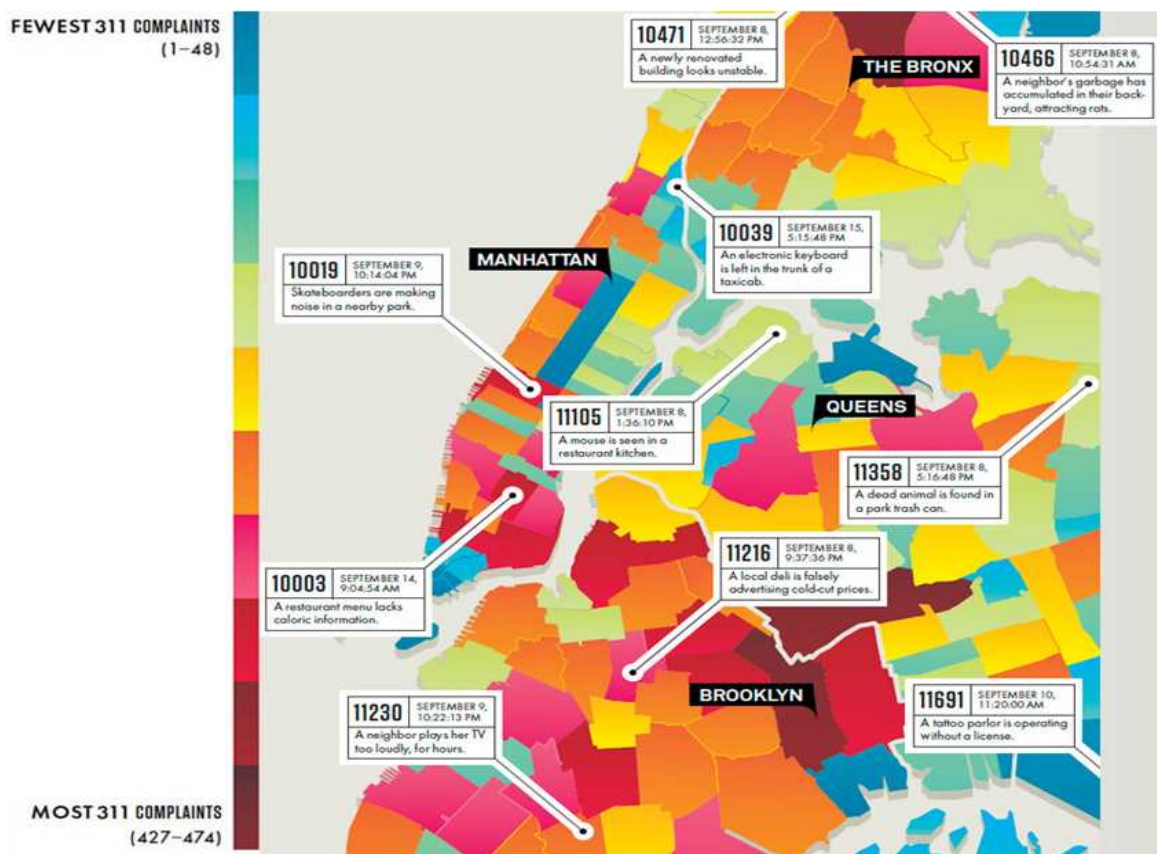 FEWEST 311 COMPLAINTS
(1–48)
MOST 311 COMPLAINTS
(427–474)
10471
SEPTEMBER 8,
12:56:32 PM
A newly renovated
building looks unstable.
THE BRONX
10466
SEPTEMBER 8,
10:54:31 AM
A neighbor's garbage has
accumulated in their back-
yard, attracting rats.
10039
SEPTEMBER 15,
5:15:48 PM
An electronic keyboard
is left in the trunk of a
taxicab.
MANHATTAN
10019
SEPTEMBER 9,
10:14:04 PM
Skateboarders are making
noise in a nearby park.
11105
SEPTEMBER 8,
1:36:10 PM
A mouse is seen in a
restaurant kitchen.
QUEENS
11358
SEPTEMBER 8,
5:16:48 PM
A dead animal is found in
a park trash can.
10003
SEPTEMBER 14,
9:04:54 AM
A restaurant menu lacks
caloric information.
11216
SEPTEMBER 8,
9:37:36 PM
A local deli is falsely
advertising cold-cut prices.
BROOKLYN
11230
SEPTEMBER 9,
10:22:13 PM
A neighbor plays her TV
too loudly, for hours.
11691
SEPTEMBER 10,
11:20:00 AM
A tattoo parlor is operating
without a license.